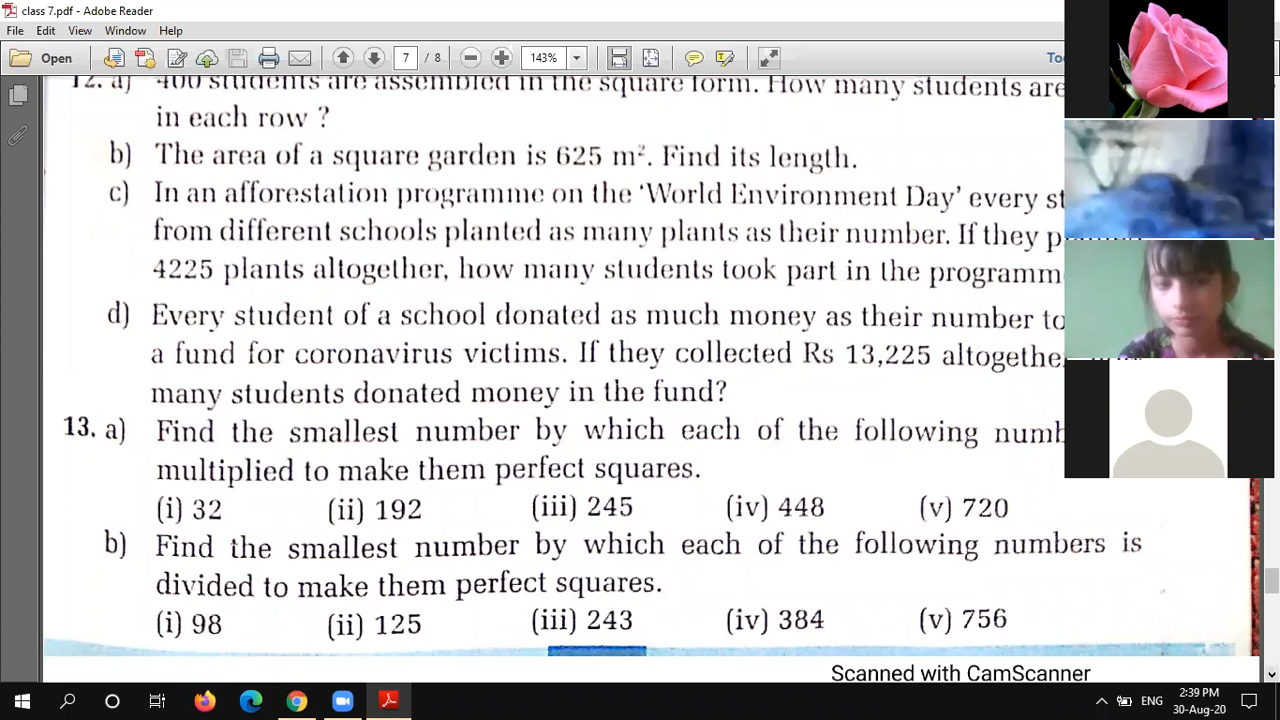 class 7.pdf - Adobe Reader
File Edit View Window Help
Open 7 / 8 143%
12. a) 400 students are assembled in the square form. How many students are
in each row ?
b) The area of a square garden is 625 m². Find its length.
c) In an afforestation programme on the ‘World Environment Day’ every
from different schools planted as many plants as their number. If they
4225 plants altogether, how many students took part in the
d) Every student of a school donated as much money as their number to
a fund for coronavirus victims. If they collected Rs 13,225 altogether
many students donated money in the fund?
13. a) Find the smallest number by which each of the following
multiplied to make them perfect squares.
(i) 32 (ii) 192 (iii) 245 (iv) 448 (v) 720
b) Find the smallest number by which each of the following numbers is
divided to make them perfect squares.
(i) 98 (ii) 125 (iii) 243 (iv) 384 (v) 756
Scanned with CamScanner
ENG 2:39 PM
30-Aug-20